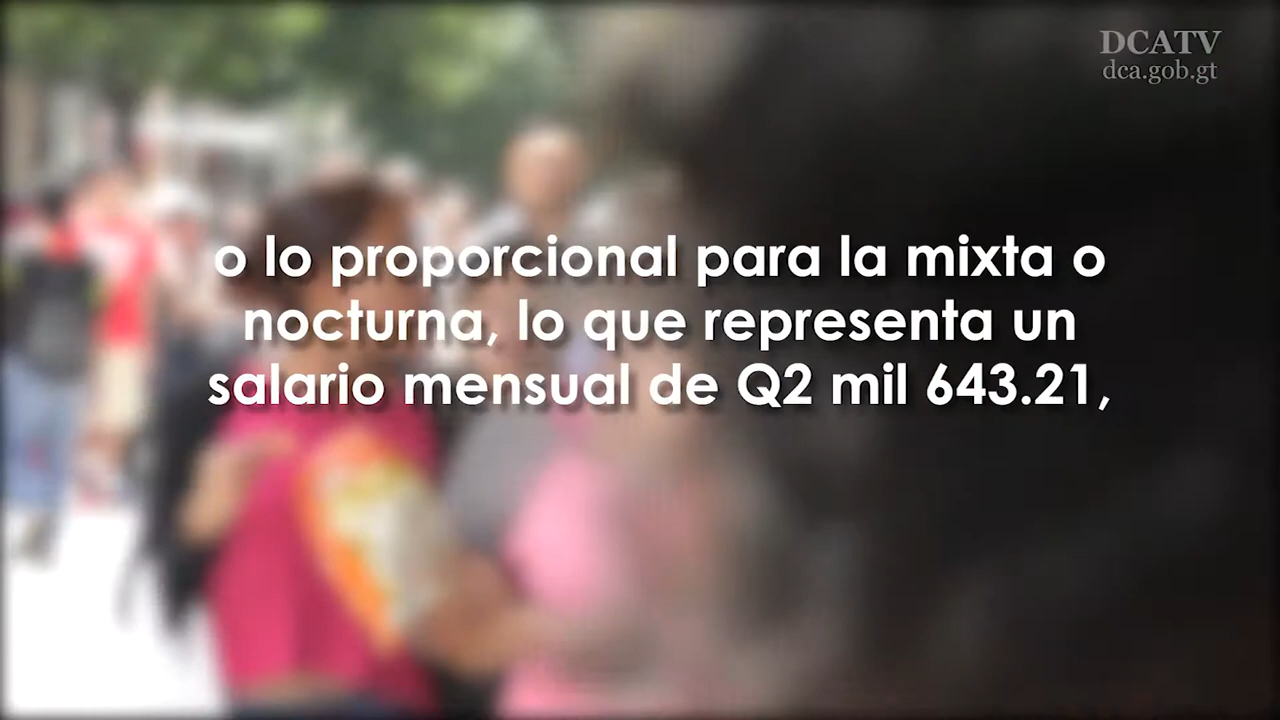 DCATV
dca.gob.gt
o lo proporcional para la mixta o
nocturna, lo que representa un
salario mensual de Q2 mil 643.21,